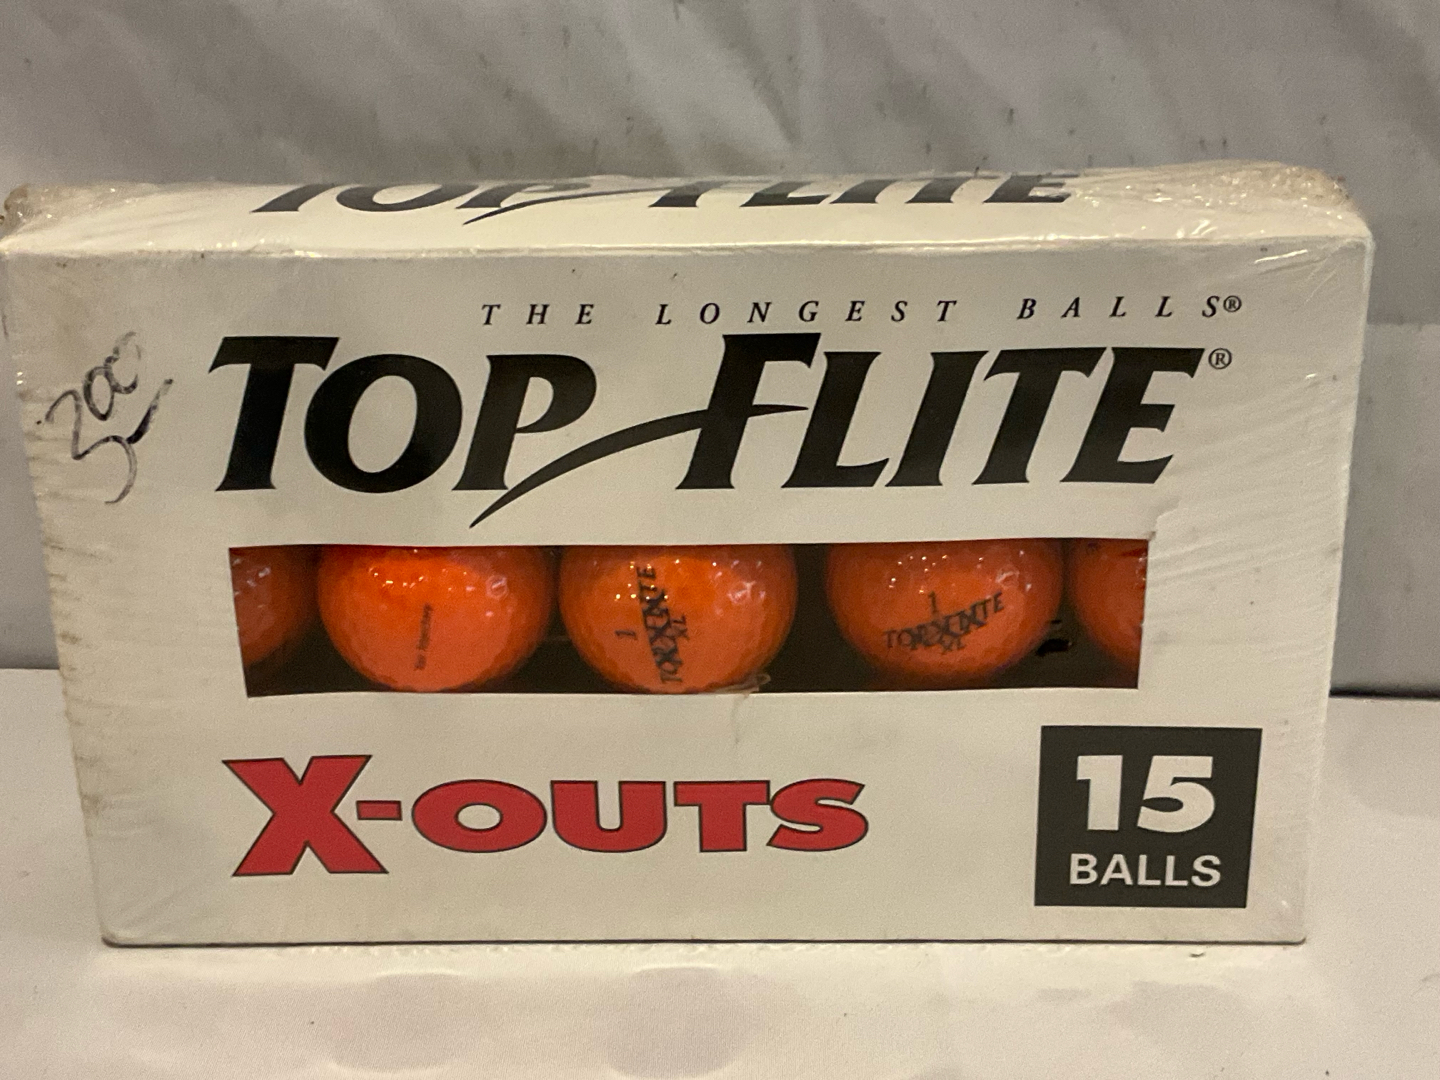 TOP FLITE
THE LONGEST BALLS®
TOP FLITE®
1
TOP FLITE
XL
1
TOP FLITE
XL
X-OUTS
15
BALLS